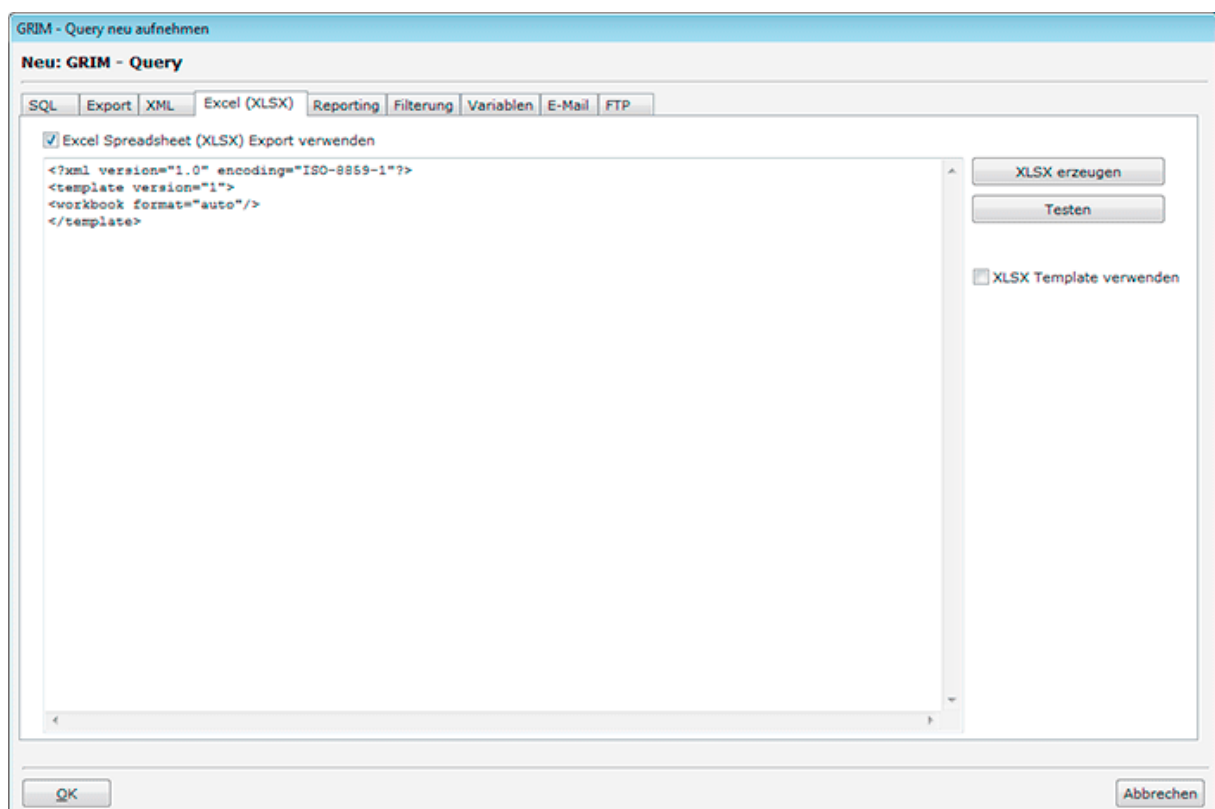 GRIM - Query neu aufnehmen
Neu: GRIM - Query
SQL Export XML Excel (XLSX) Reporting Filterung Variablen E-Mail FTP
Excel Spreadsheet (XLSX) Export verwenden
<?xml version="1.0" encoding="ISO-8859-1"?>
<template version="1">
<workbook format="auto"/>
</template>
XLSX erzeugen
Testen
XLSX Template verwenden
OK
Abbrechen